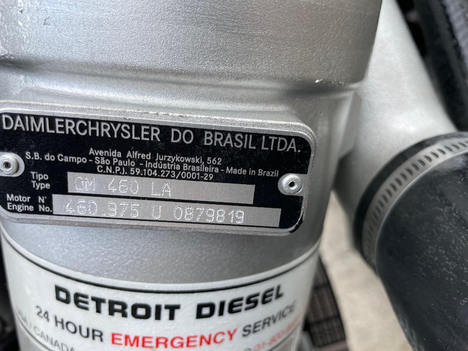 DAIMLERCHRYSLER DO BRASIL LTDA.
Avenida Alfred Jurzykowski, 562
S.B. do Campo - São Paulo - Indústria Brasileira - Made in Brazil
C.N.P.J. 59.104.273/0001-29
Tipo
Type OM 460 LA
Motor N°
Engine No. 460.975 U 0879819
DETROIT DIESEL
24 HOUR EMERGENCY SERVICE
CANADA